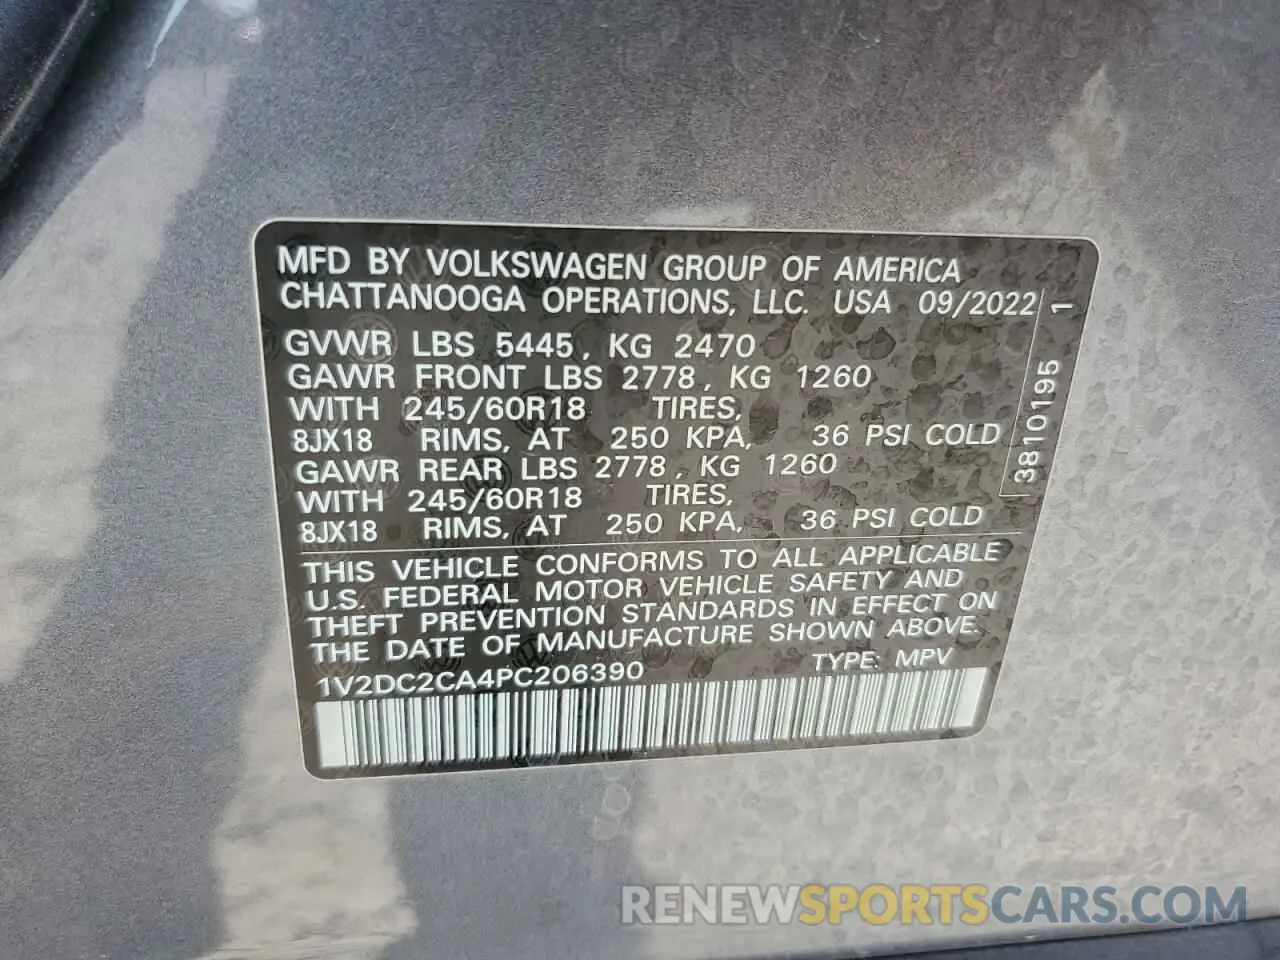 MFD BY VOLKSWAGEN GROUP OF AMERICA
CHATTANOOGA OPERATIONS, LLC. USA 09/2022
GVWR LBS 5445, KG 2470
GAWR FRONT LBS 2778, KG 1260
WITH 245/60R18 TIRES,
8JX18 RIMS, AT 250 KPA, 36 PSI COLD
GAWR REAR LBS 2778, KG 1260
WITH 245/60R18 TIRES,
8JX18 RIMS, AT 250 KPA, 36 PSI COLD
THIS VEHICLE CONFORMS TO ALL APPLICABLE
U.S. FEDERAL MOTOR VEHICLE SAFETY AND
THEFT PREVENTION STANDARDS IN EFFECT ON
THE DATE OF MANUFACTURE SHOWN ABOVE.
1V2DC2CA4PC206390 TYPE: MPV
3810195 1
RENEWSPORTSCARS.COM